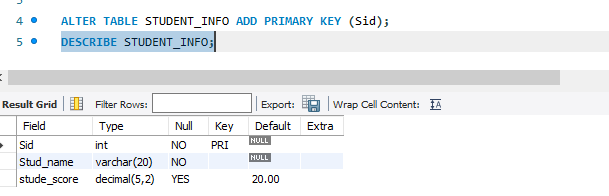 4 ALTER TABLE STUDENT_INFO ADD PRIMARY KEY (Sid);
5 DESCRIBE STUDENT_INFO;
Result Grid Filter Rows: Export: Wrap Cell Content:
Field Type Null Key Default Extra
Sid int NO PRI NULL
Stud_name varchar(20) NO NULL
stude_score decimal(5,2) YES 20.00